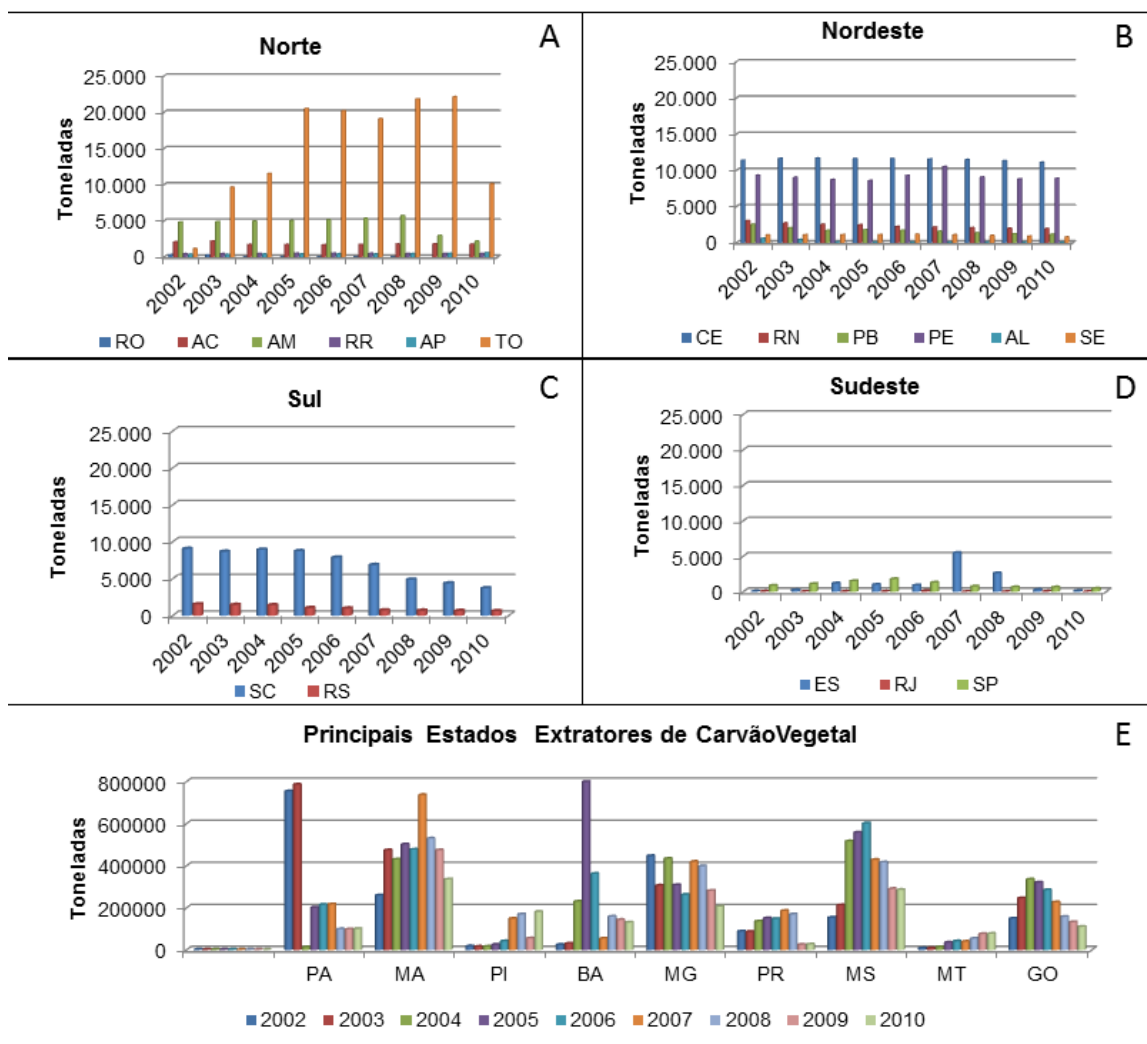 Norte
A
Toneladas
25.000
20.000
15.000
10.000
5.000
0
2002 2003 2004 2005 2006 2007 2008 2009 2010
RO AC AM RR AP TO
Nordeste
B
Toneladas
25.000
20.000
15.000
10.000
5.000
0
2002 2003 2004 2005 2006 2007 2008 2009 2010
CE RN PB PE AL SE
Sul
C
Toneladas
25.000
20.000
15.000
10.000
5.000
0
2002 2003 2004 2005 2006 2007 2008 2009 2010
SC RS
Sudeste
D
Toneladas
25.000
20.000
15.000
10.000
5.000
0
2002 2003 2004 2005 2006 2007 2008 2009 2010
ES RJ SP
Principais Estados Extratores de CarvãoVegetal
E
Toneladas
800000
600000
400000
200000
0
PA MA PI BA MG PR MS MT GO
2002 2003 2004 2005 2006 2007 2008 2009 2010